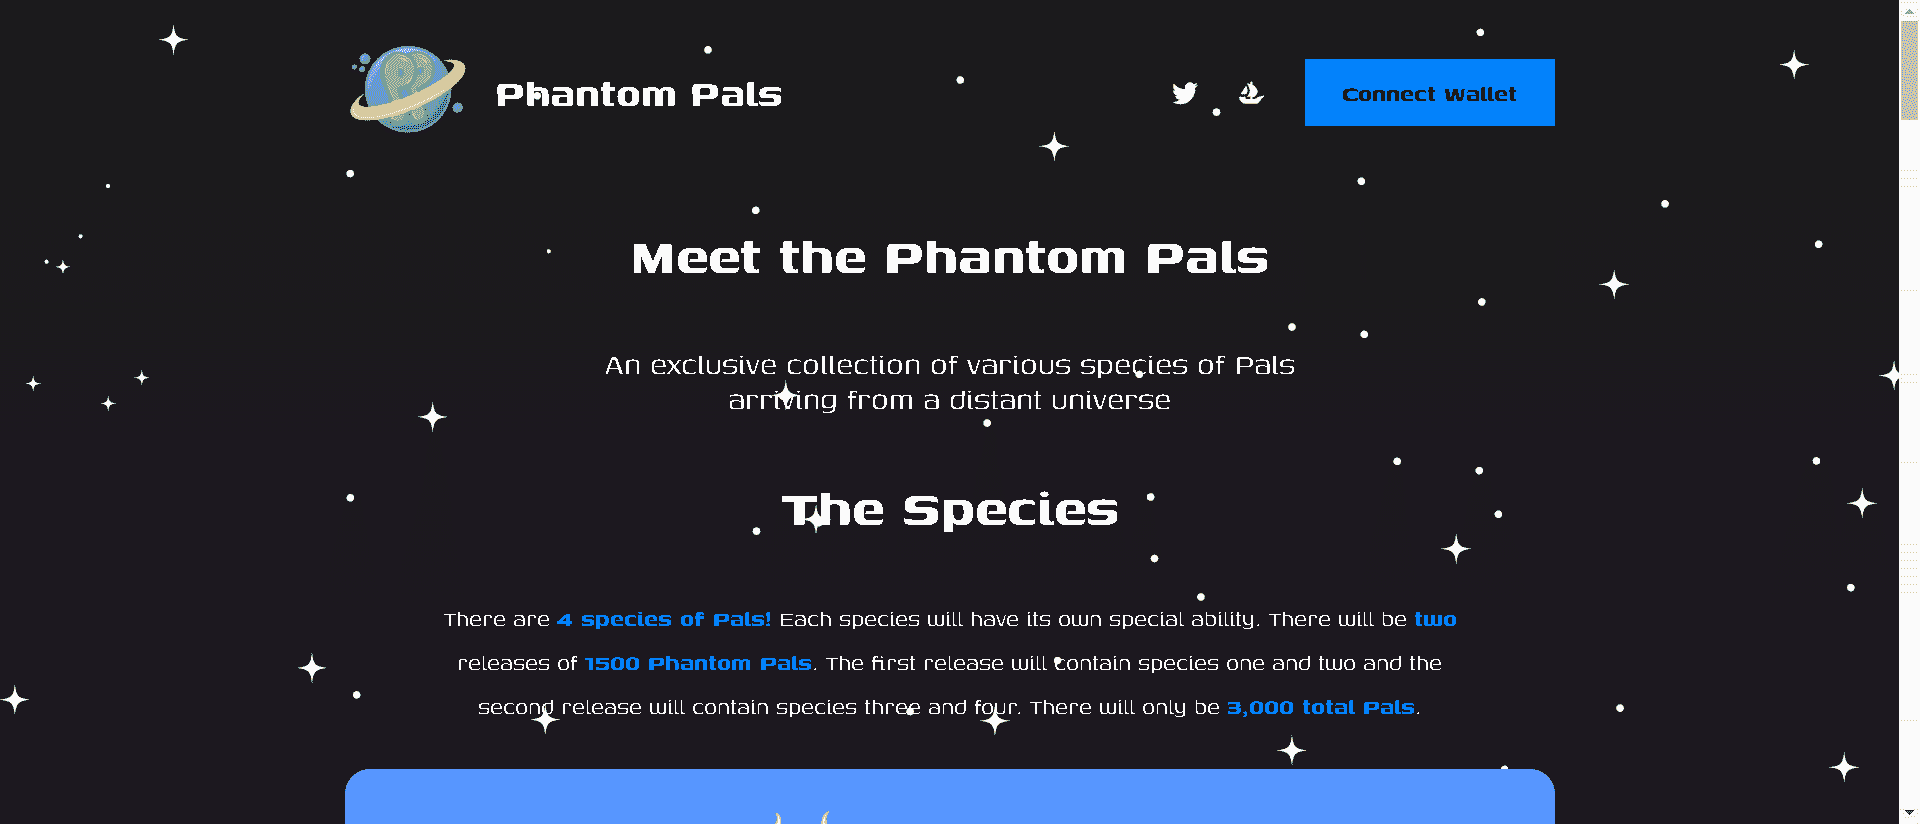 Phantom Pals
Connect Wallet
Meet the Phantom Pals
An exclusive collection of various species of Pals
arriving from a distant universe
The Species
There are 4 species of Pals! Each species will have its own special ability. There will be two
releases of 1500 Phantom Pals. The first release will contain species one and two and the
second release will contain species three and four. There will only be 3,000 total Pals.